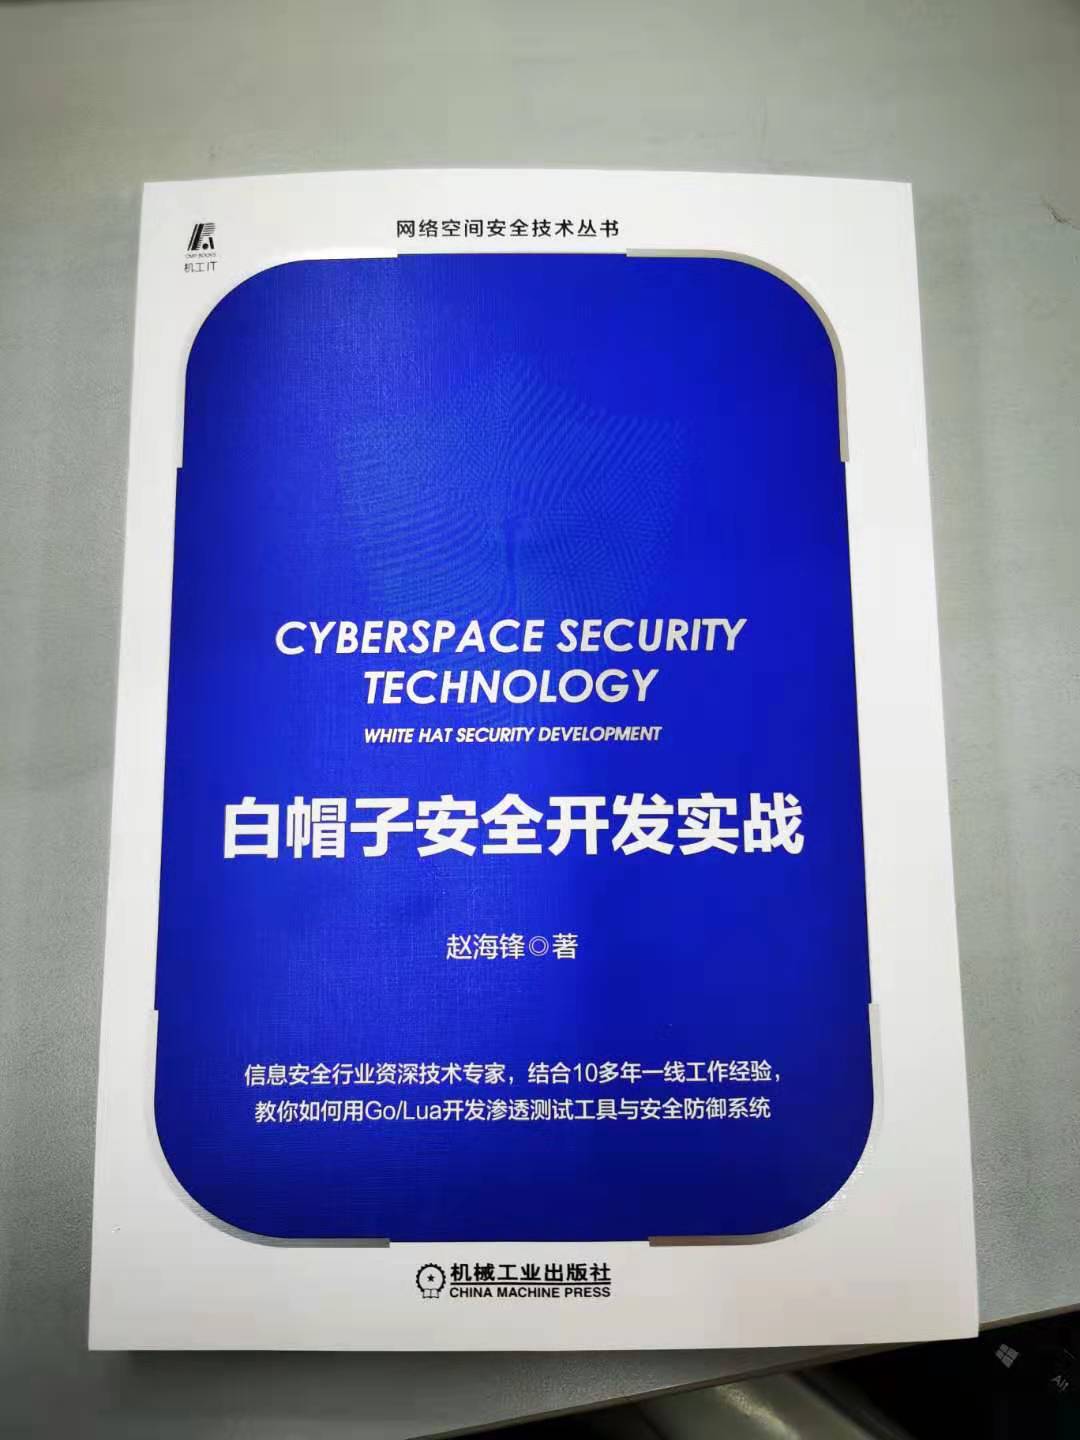 网络空间安全技术丛书
CMP BOOKS
机工IT
CYBERSPACE SECURITY
TECHNOLOGY
WHITE HAT SECURITY DEVELOPMENT
白帽子安全开发实战
赵海锋◎著
信息安全行业资深技术专家，结合10多年一线工作经验，
教你如何用Go/Lua开发渗透测试工具与安全防御系统
机械工业出版社
CHINA MACHINE PRESS
Alt